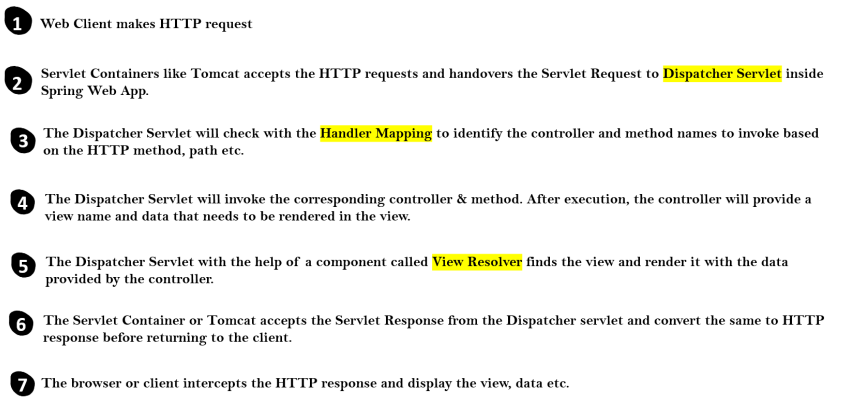 1 Web Client makes HTTP request
2 Servlet Containers like Tomcat accepts the HTTP requests and handovers the Servlet Request to Dispatcher Servlet inside
Spring Web App.
3 The Dispatcher Servlet will check with the Handler Mapping to identify the controller and method names to invoke based
on the HTTP method, path etc.
4 The Dispatcher Servlet will invoke the corresponding controller & method. After execution, the controller will provide a
view name and data that needs to be rendered in the view.
5 The Dispatcher Servlet with the help of a component called View Resolver finds the view and render it with the data
provided by the controller.
6 The Servlet Container or Tomcat accepts the Servlet Response from the Dispatcher servlet and convert the same to HTTP
response before returning to the client.
7 The browser or client intercepts the HTTP response and display the view, data etc.